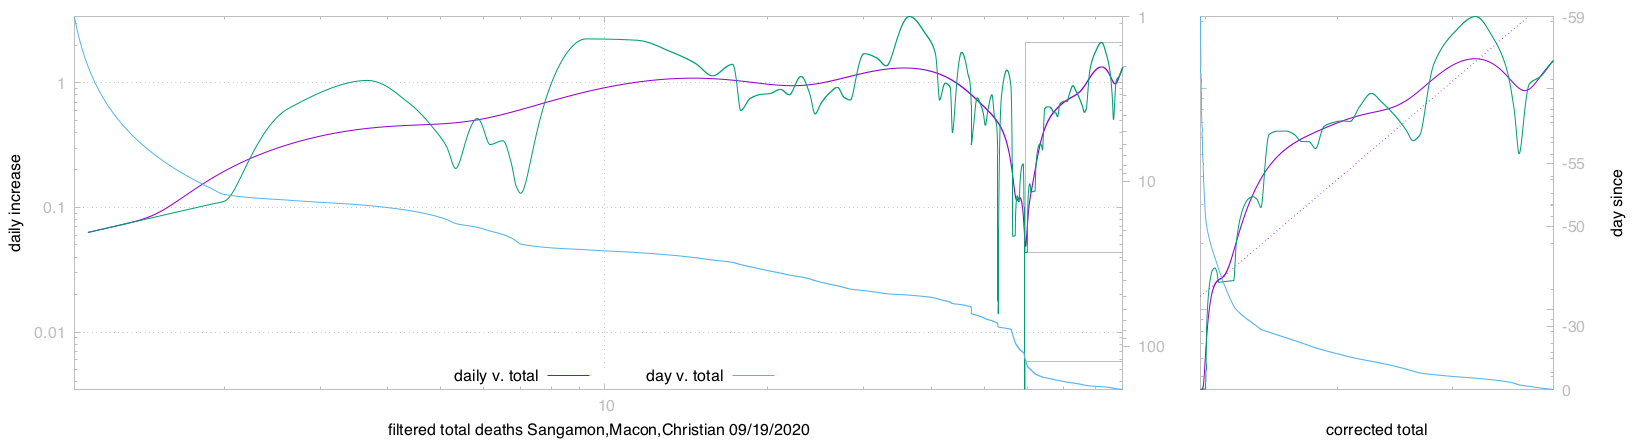 daily increase
1
0.1
0.01
10
1
10
100
daily v. total
day v. total
filtered total deaths Sangamon,Macon,Christian 09/19/2020
-59
-55
-50
-30
0
day since
corrected total